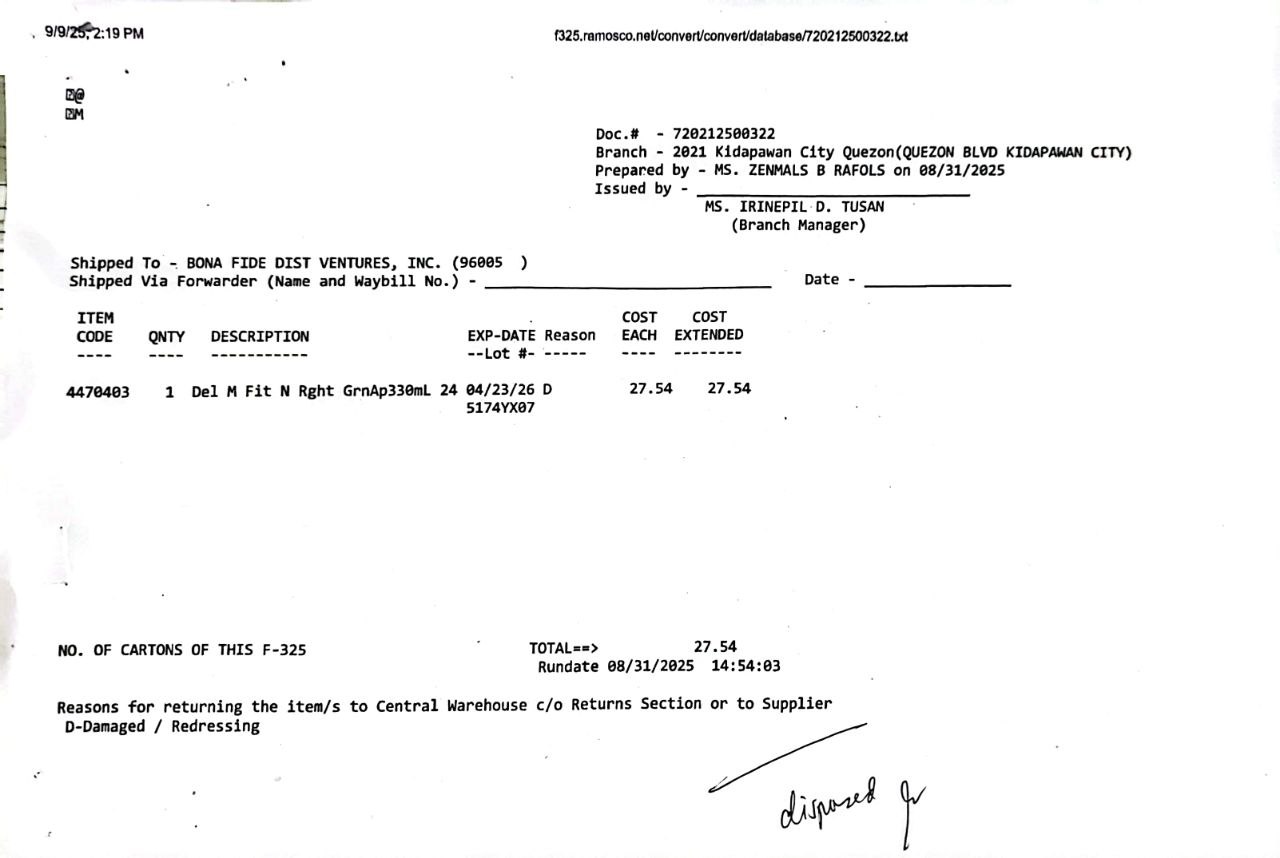 9/9/25, 2:19 PM f325.ramosco.net/convert/convert/database/720212500322.txt
@
M
Doc.# - 720212500322
Branch - 2021 Kidapawan City Quezon(QUEZON BLVD KIDAPAWAN CITY)
Prepared by - MS. ZENMALS B RAFOLS on 08/31/2025
Issued by -
MS. IRINEPIL D. TUSAN
(Branch Manager)
Shipped To - BONA FIDE DIST VENTURES, INC. (96005 )
Shipped Via Forwarder (Name and Waybill No.) - Date -
ITEM COST COST
CODE QNTY DESCRIPTION EXP-DATE Reason EACH EXTENDED
---- ---- ----------- --Lot #- ----- ---- --------
4470403 1 Del M Fit N Rght GrnAp330mL 24 04/23/26 D 27.54 27.54
5174YX07
NO. OF CARTONS OF THIS F-325 TOTAL==> 27.54
Rundate 08/31/2025 14:54:03
Reasons for returning the item/s to Central Warehouse c/o Returns Section or to Supplier
D-Damaged / Redressing
disposed